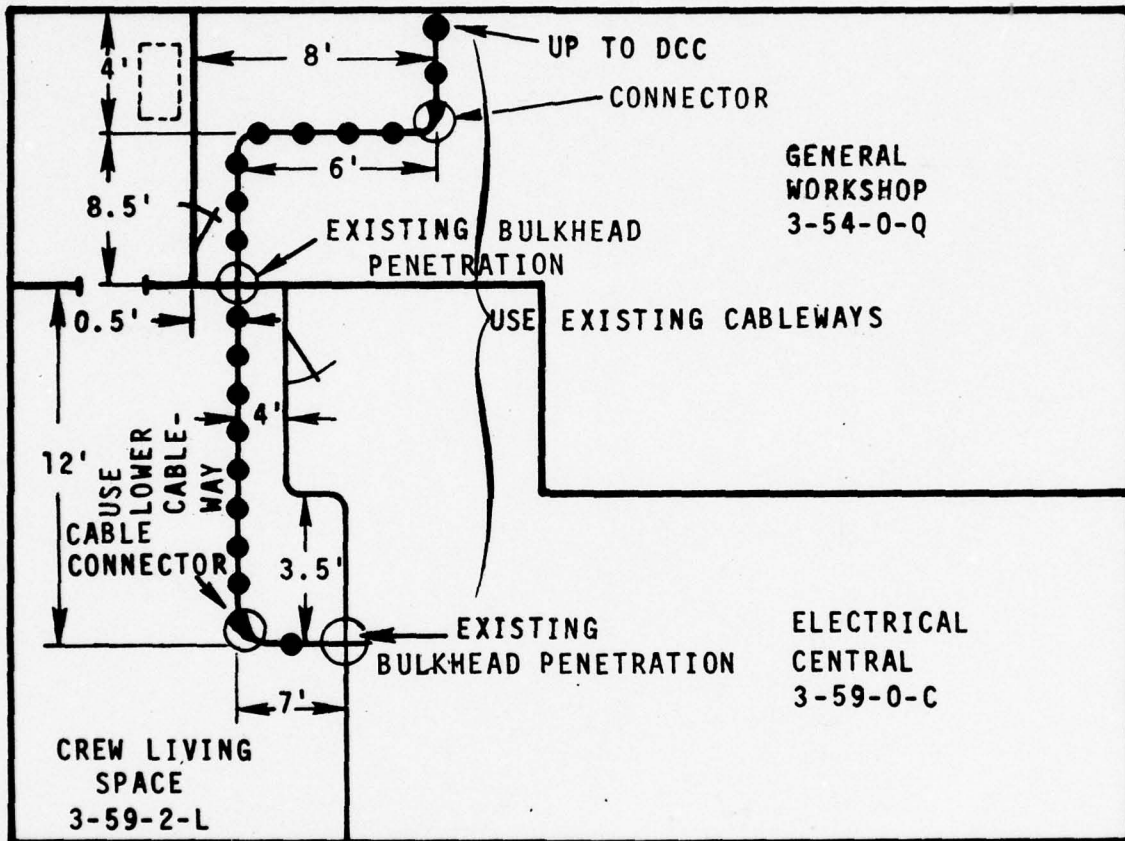 4'
8'
UP TO DCC
CONNECTOR
6'
8.5'
GENERAL
WORKSHOP
3-54-0-Q
EXISTING BULKHEAD
PENETRATION
0.5'
USE EXISTING CABLEWAYS
4'
12'
USE
LOWER
CABLE-
WAY
CABLE
CONNECTOR
3.5'
EXISTING
BULKHEAD PENETRATION
ELECTRICAL
CENTRAL
3-59-0-C
7'
CREW LIVING
SPACE
3-59-2-L